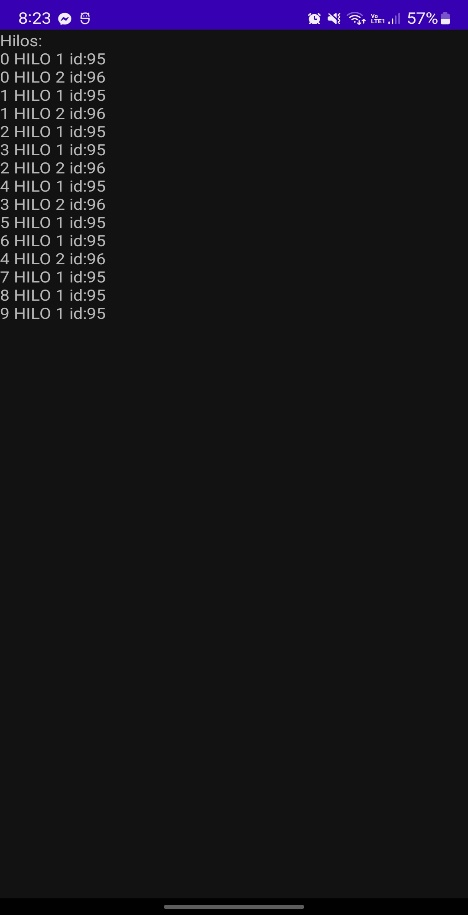 8:23 57%
Hilos:
0 HILO 1 id:95
0 HILO 2 id:96
1 HILO 1 id:95
1 HILO 2 id:96
2 HILO 1 id:95
3 HILO 1 id:95
2 HILO 2 id:96
4 HILO 1 id:95
3 HILO 2 id:96
5 HILO 1 id:95
6 HILO 1 id:95
4 HILO 2 id:96
7 HILO 1 id:95
8 HILO 1 id:95
9 HILO 1 id:95